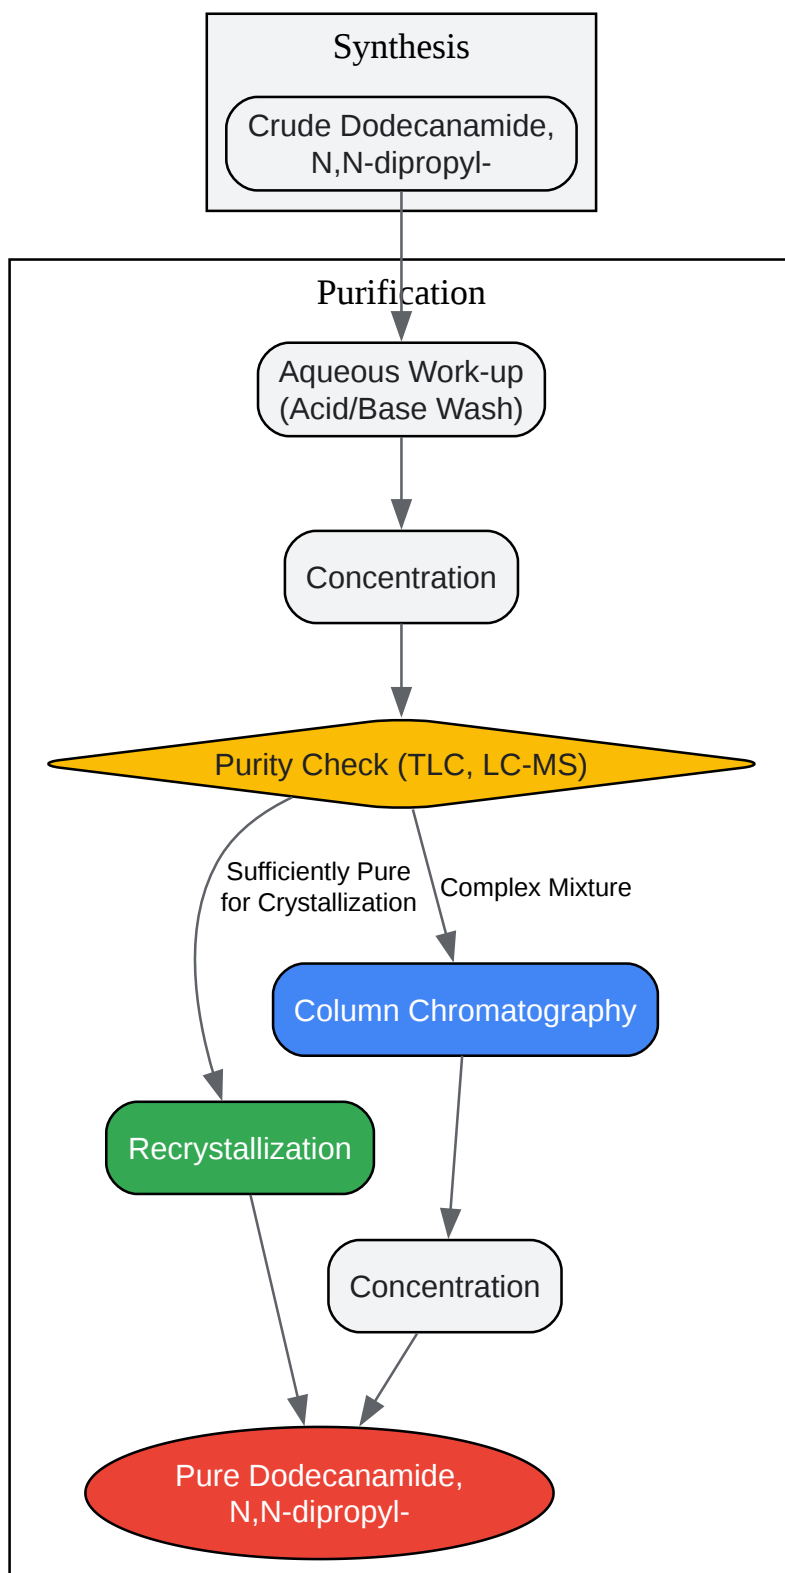 Synthesis
Crude Dodecanamide,
N,N-dipropyl-
Purification
Aqueous Work-up
(Acid/Base Wash)
Concentration
Purity Check (TLC, LC-MS)
Sufficiently Pure
for Crystallization
Complex Mixture
Column Chromatography
Recrystallization
Concentration
Pure Dodecanamide,
N,N-dipropyl-